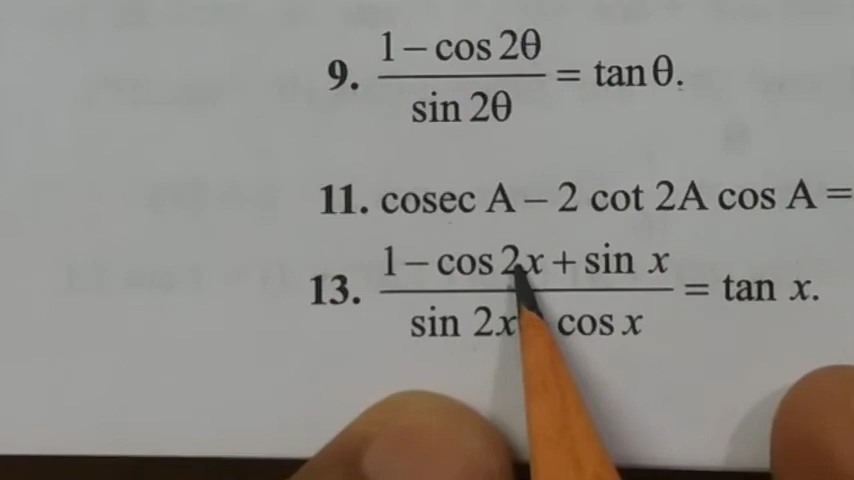 9. (1 – cos 2θ) / (sin 2θ) = tan θ.
11. cosec A – 2 cot 2A cos A =
13. (1 – cos 2x + sin x) / (sin 2x cos x) = tan x.